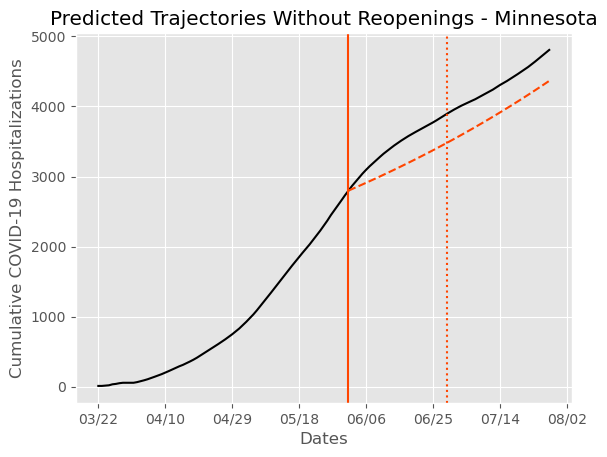 Predicted Trajectories Without Reopenings - Minnesota
Cumulative COVID-19 Hospitalizations
5000
4000
3000
2000
1000
0
03/22 04/10 04/29 05/18 06/06 06/25 07/14 08/02
Dates